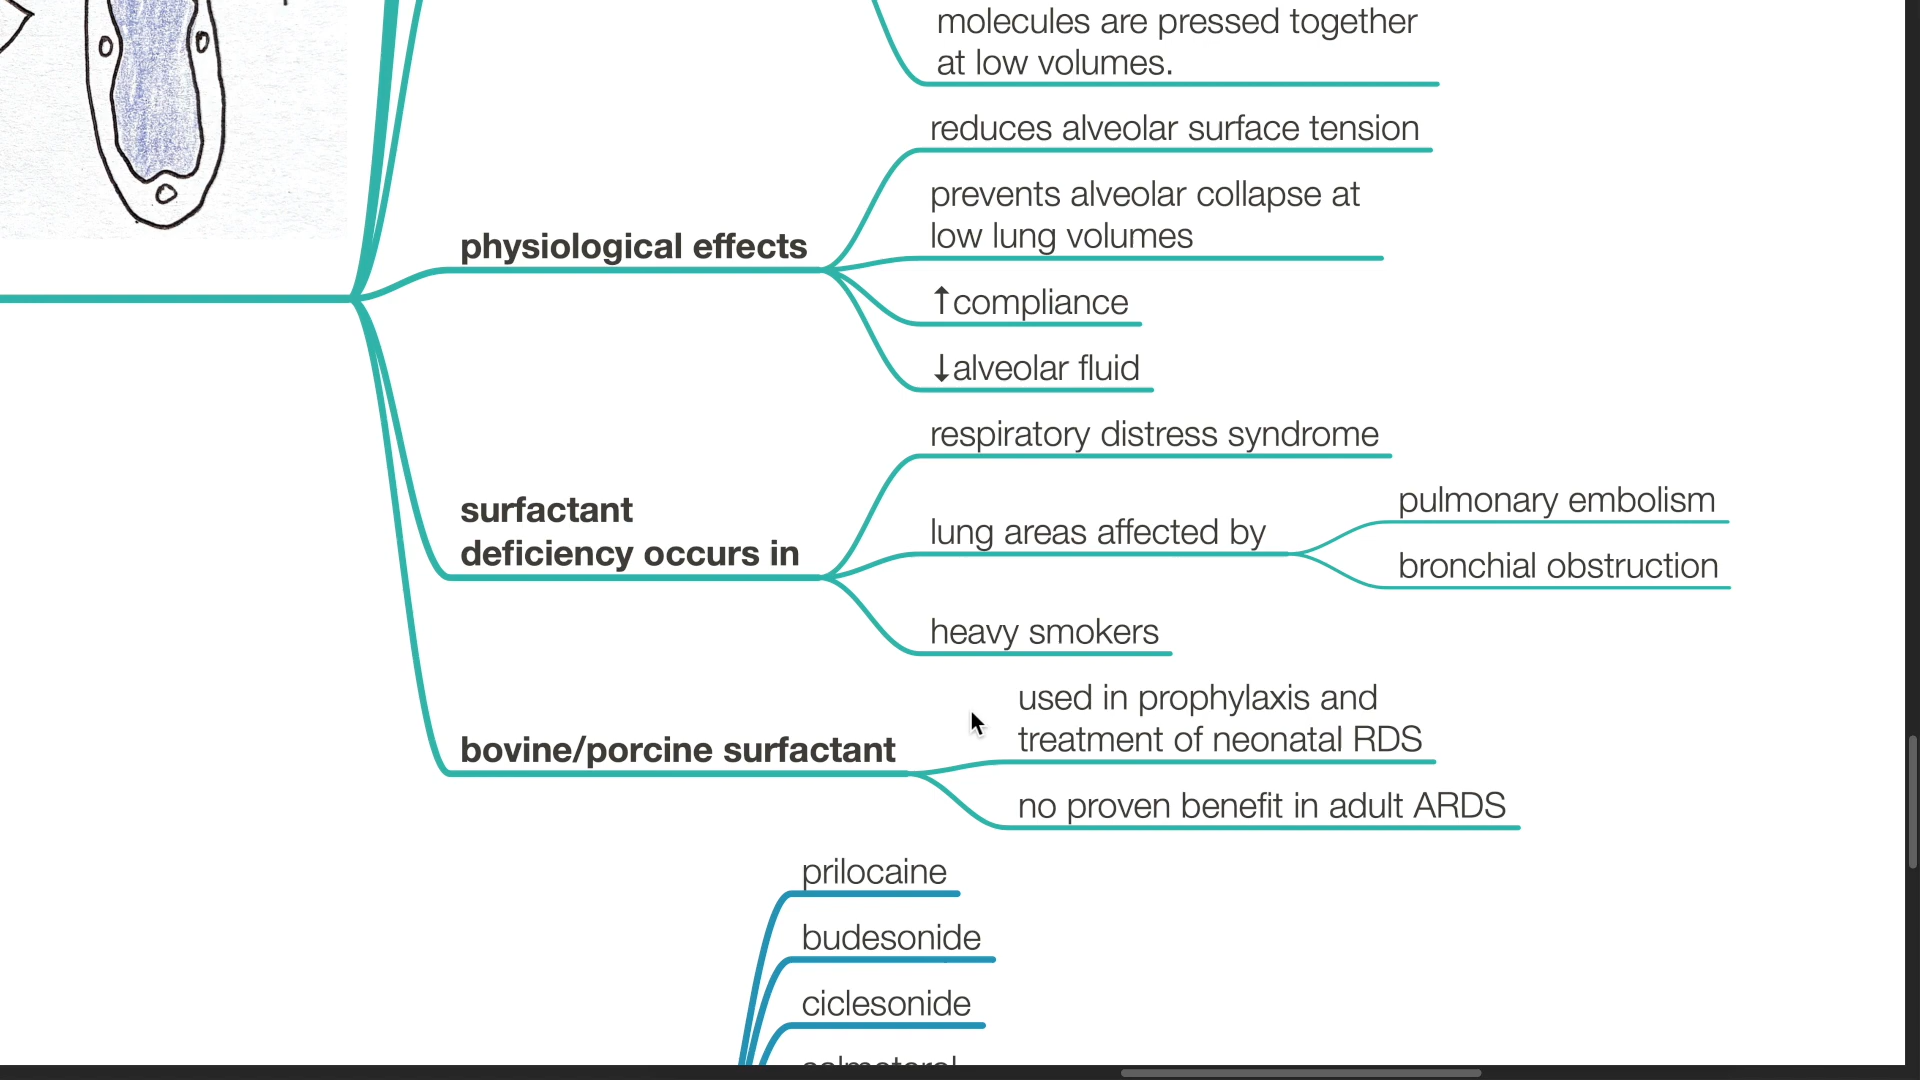 molecules are pressed together
at low volumes.
reduces alveolar surface tension
prevents alveolar collapse at
low lung volumes
physiological effects
↑compliance
↓alveolar fluid
respiratory distress syndrome
pulmonary embolism
surfactant
deficiency occurs in
lung areas affected by
bronchial obstruction
heavy smokers
used in prophylaxis and
treatment of neonatal RDS
bovine/porcine surfactant
no proven benefit in adult ARDS
prilocaine
budesonide
ciclesonide